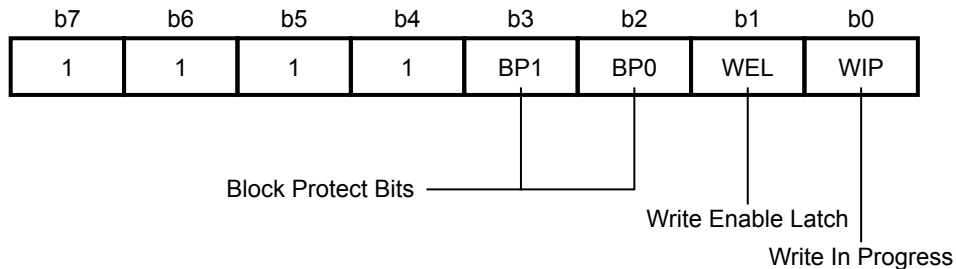 b7 b6 b5 b4 b3 b2 b1 b0
1 1 1 1 BP1 BP0 WEL WIP
Block Protect Bits
Write Enable Latch
Write In Progress